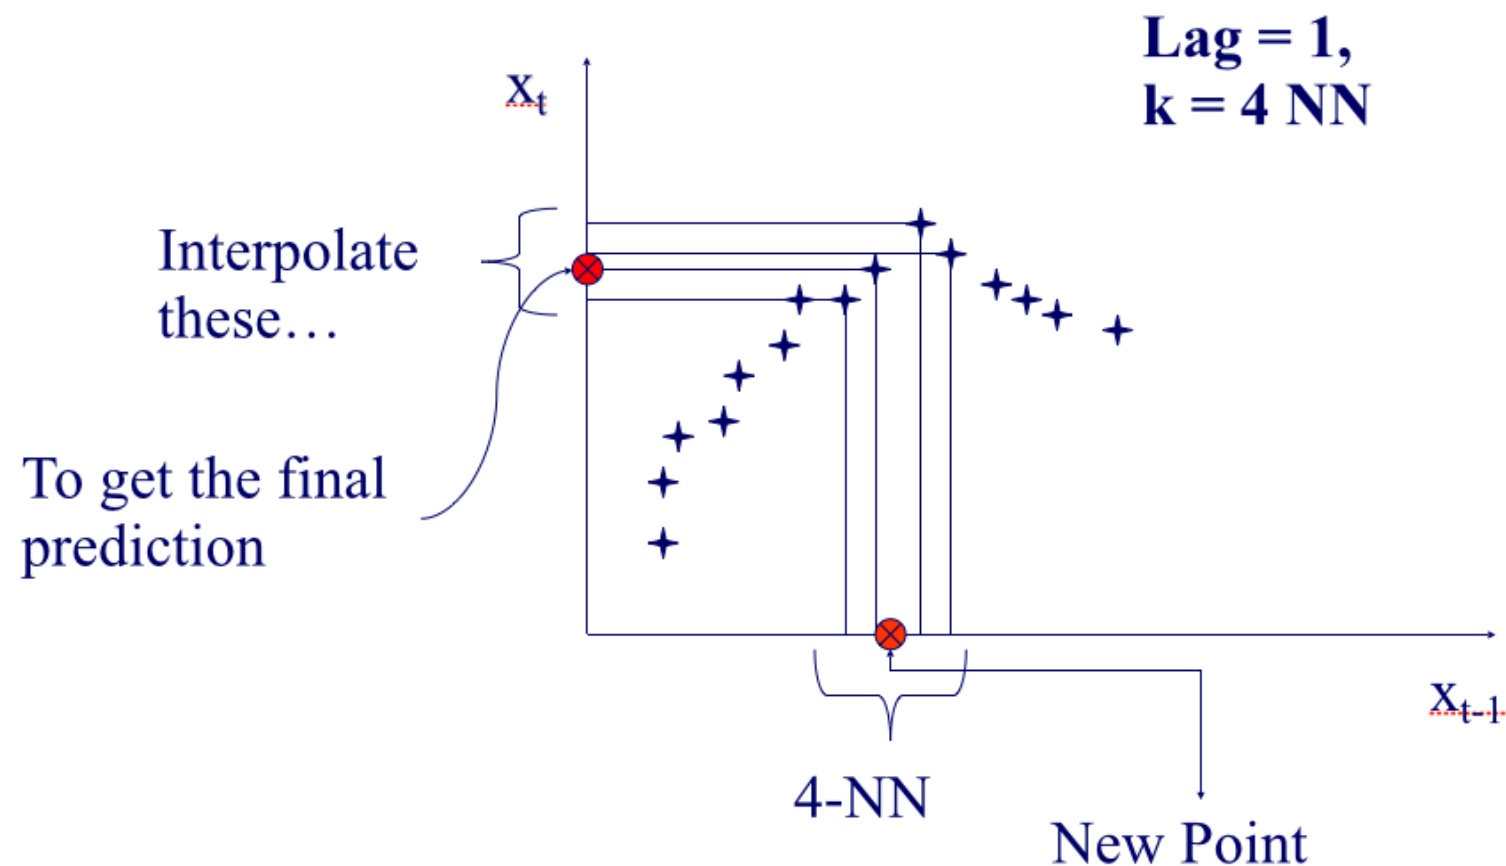 Lag = 1,
k = 4 NN
xt
Interpolate
these…
To get the final
prediction
xt-1
4-NN
New Point